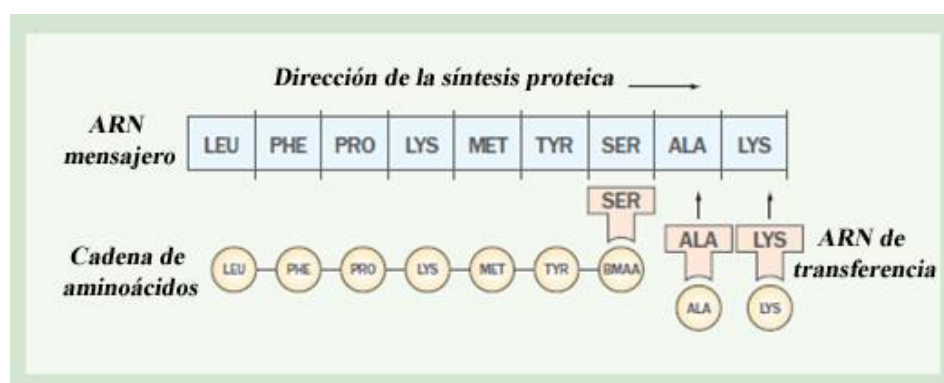 Dirección de la síntesis proteica
ARN
mensajero
LEU PHE PRO LYS MET TYR SER ALA LYS
SER
ALA LYS
ARN de
transferencia
Cadena de
aminoácidos
LEU PHE PRO LYS MET TYR BMAA
ALA LYS